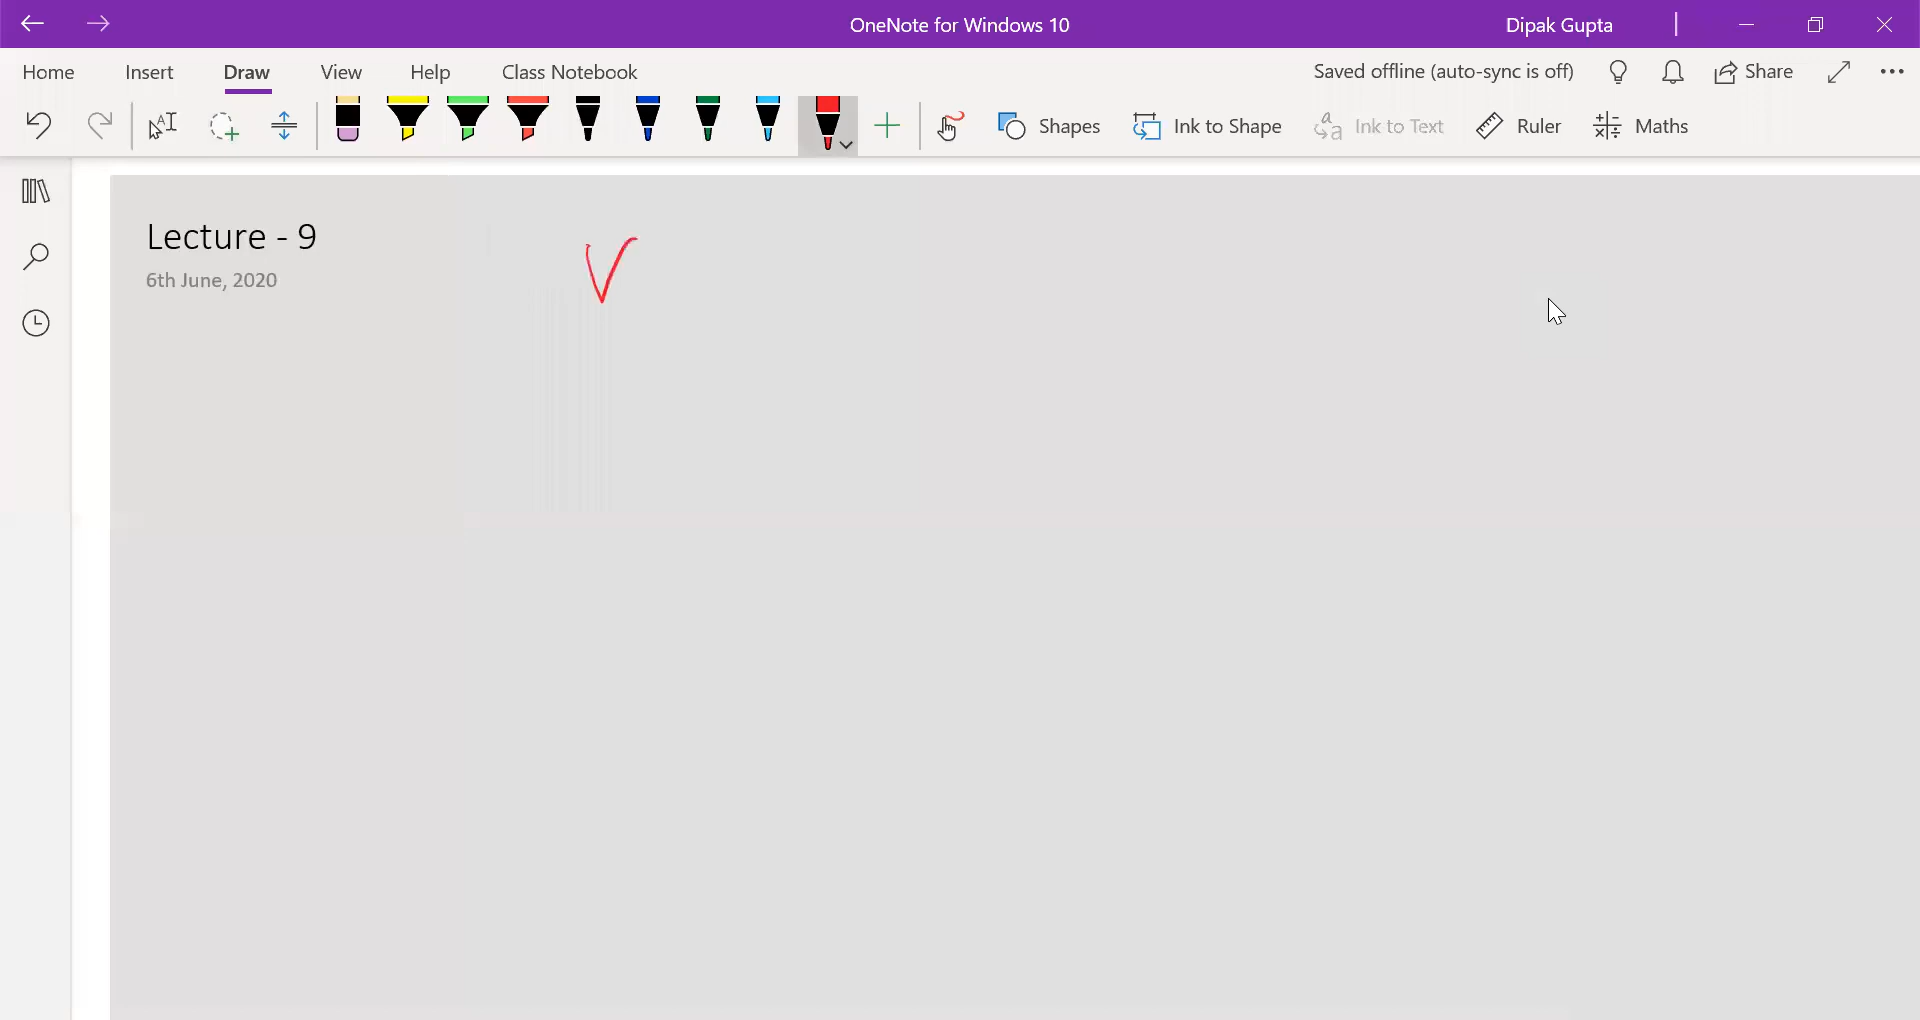 OneNote for Windows 10
Dipak Gupta
Home Insert Draw View Help Class Notebook
Saved offline (auto-sync is off) Share
Shapes Ink to Shape Ink to Text Ruler Maths
Lecture - 9
6th June, 2020